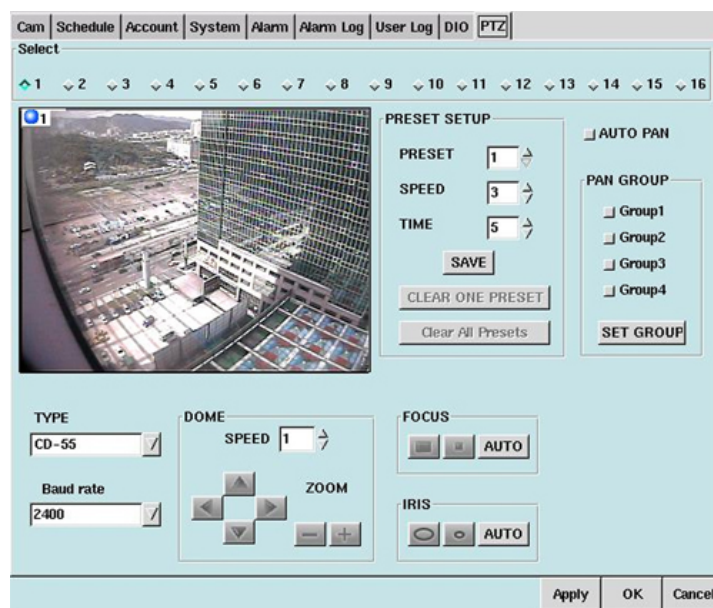 Cam Schedule Account System Alarm Alarm Log User Log DIO PTZ
Select
1 2 3 4 5 6 7 8 9 10 11 12 13 14 15 16
1
PRESET SETUP
PRESET 1
SPEED 3
TIME 5
SAVE
CLEAR ONE PRESET
Clear All Presets
AUTO PAN
PAN GROUP
Group1
Group2
Group3
Group4
SET GROUP
TYPE
CD-55
Baud rate
2400
DOME
SPEED 1
ZOOM
FOCUS
AUTO
IRIS
AUTO
Apply OK Cancel